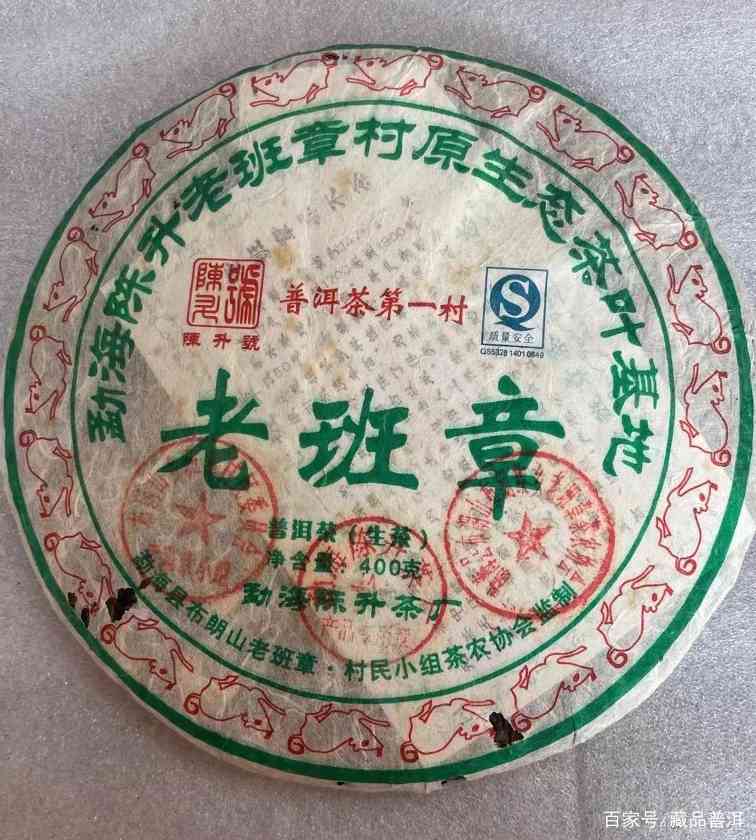 勐海陈升老班章村原生态茶叶基地
陳升號
普洱茶第一村
陳升號
质量安全
QS5328 1401 0649
老班章
普洱茶（生茶）
净含量：400克
勐海陈升茶厂
勐海县布朗山老班章·村民小组茶农协会监制
百家号/藏品普洱